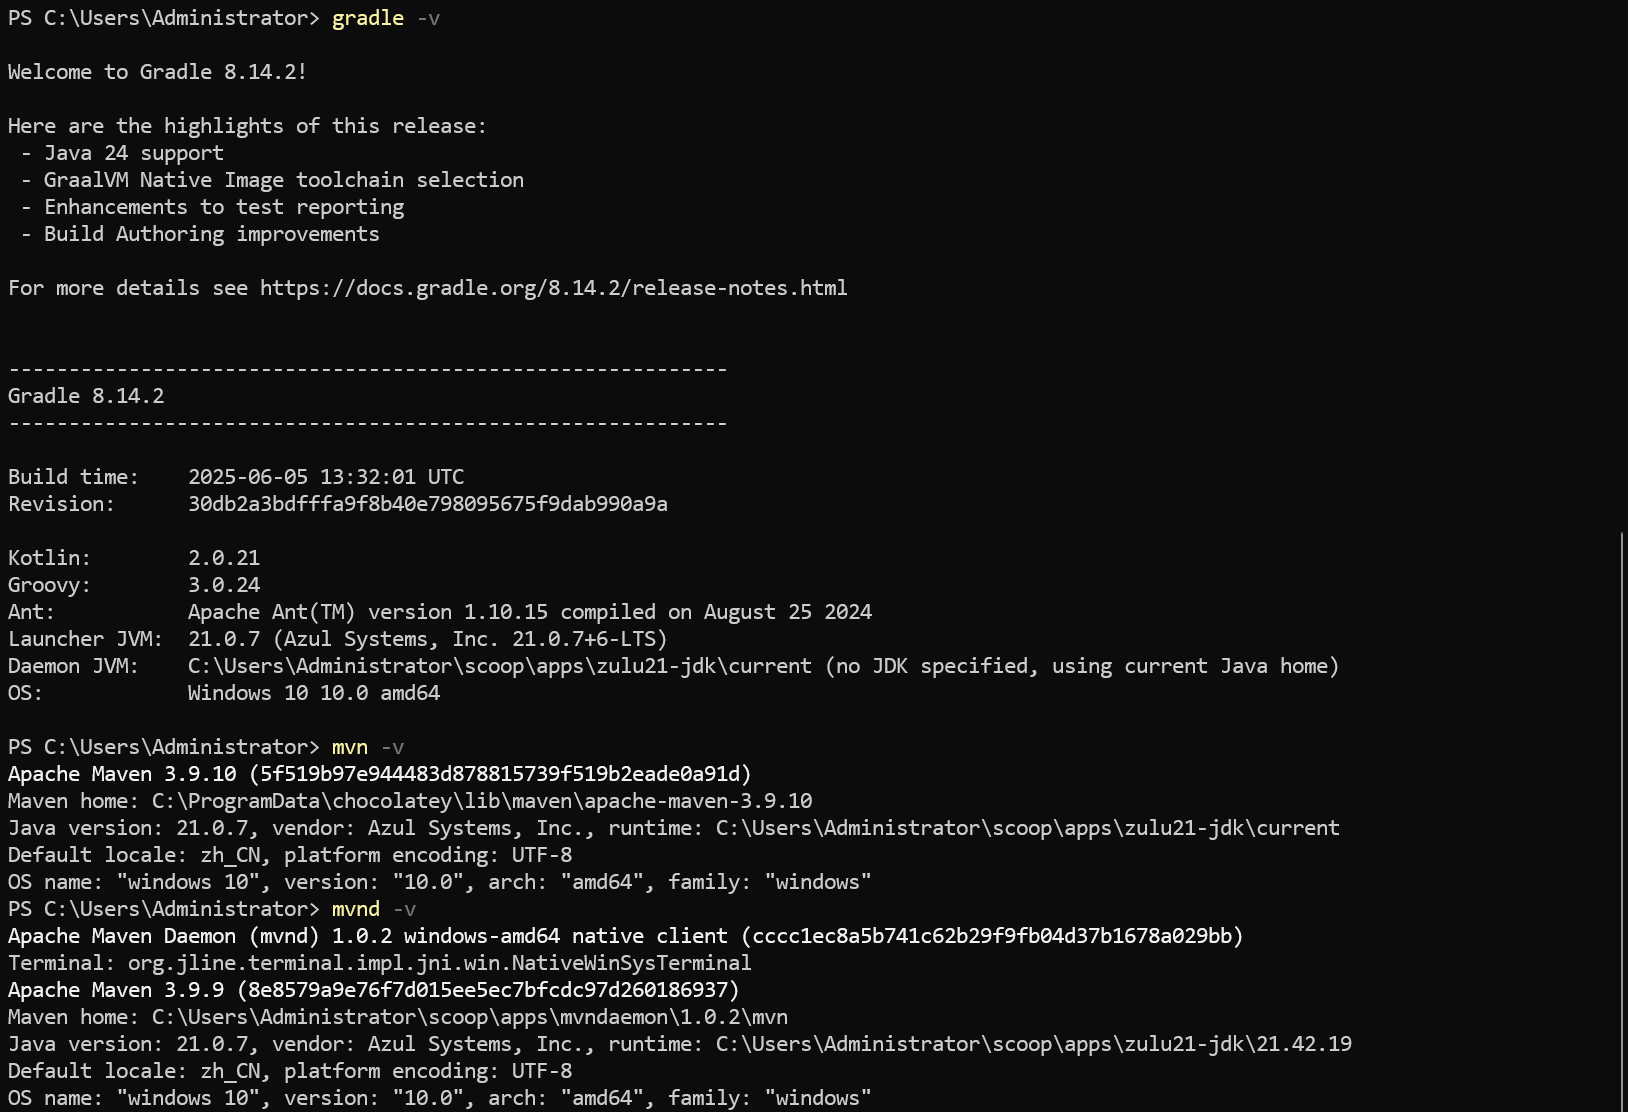 PS C:\Users\Administrator> gradle -v
Welcome to Gradle 8.14.2!
Here are the highlights of this release:
- Java 24 support
- GraalVM Native Image toolchain selection
- Enhancements to test reporting
- Build Authoring improvements
For more details see https://docs.gradle.org/8.14.2/release-notes.html
------------------------------------------------------------
Gradle 8.14.2
------------------------------------------------------------
Build time:    2025-06-05 13:32:01 UTC
Revision:      30db2a3bdfffa9f8b40e798095675f9dab990a9a
Kotlin:        2.0.21
Groovy:        3.0.24
Ant:           Apache Ant(TM) version 1.10.15 compiled on August 25 2024
Launcher JVM:  21.0.7 (Azul Systems, Inc. 21.0.7+6-LTS)
Daemon JVM:    C:\Users\Administrator\scoop\apps\zulu21-jdk\current (no JDK specified, using current Java home)
OS:            Windows 10 10.0 amd64
PS C:\Users\Administrator> mvn -v
Apache Maven 3.9.10 (5f519b97e944483d878815739f519b2eade0a91d)
Maven home: C:\ProgramData\chocolatey\lib\maven\apache-maven-3.9.10
Java version: 21.0.7, vendor: Azul Systems, Inc., runtime: C:\Users\Administrator\scoop\apps\zulu21-jdk\current
Default locale: zh_CN, platform encoding: UTF-8
OS name: "windows 10", version: "10.0", arch: "amd64", family: "windows"
PS C:\Users\Administrator> mvnd -v
Apache Maven Daemon (mvnd) 1.0.2 windows-amd64 native client (cccc1ec8a5b741c62b29f9fb04d37b1678a029bb)
Terminal: org.jline.terminal.impl.jni.win.NativeWinSysTerminal
Apache Maven 3.9.9 (8e8579a9e76f7d015ee5ec7bfcdc97d260186937)
Maven home: C:\Users\Administrator\scoop\apps\mvndaemon\1.0.2\mvn
Java version: 21.0.7, vendor: Azul Systems, Inc., runtime: C:\Users\Administrator\scoop\apps\zulu21-jdk\21.42.19
Default locale: zh_CN, platform encoding: UTF-8
OS name: "windows 10", version: "10.0", arch: "amd64", family: "windows"